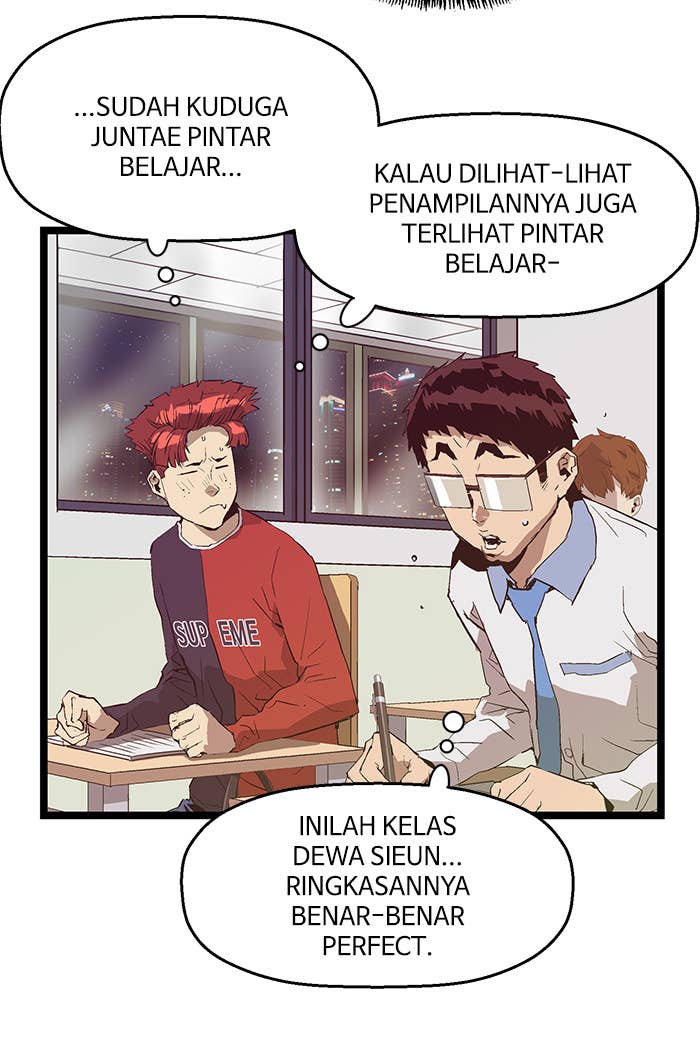 ...SUDAH KUDUGA
JUNTAE PINTAR
BELAJAR...
KALAU DILIHAT-LIHAT
PENAMPILANNYA JUGA
TERLIHAT PINTAR
BELAJAR-
SUP EME
INILAH KELAS
DEWA SIEUN...
RINGKASANNYA
BENAR-BENAR
PERFECT.